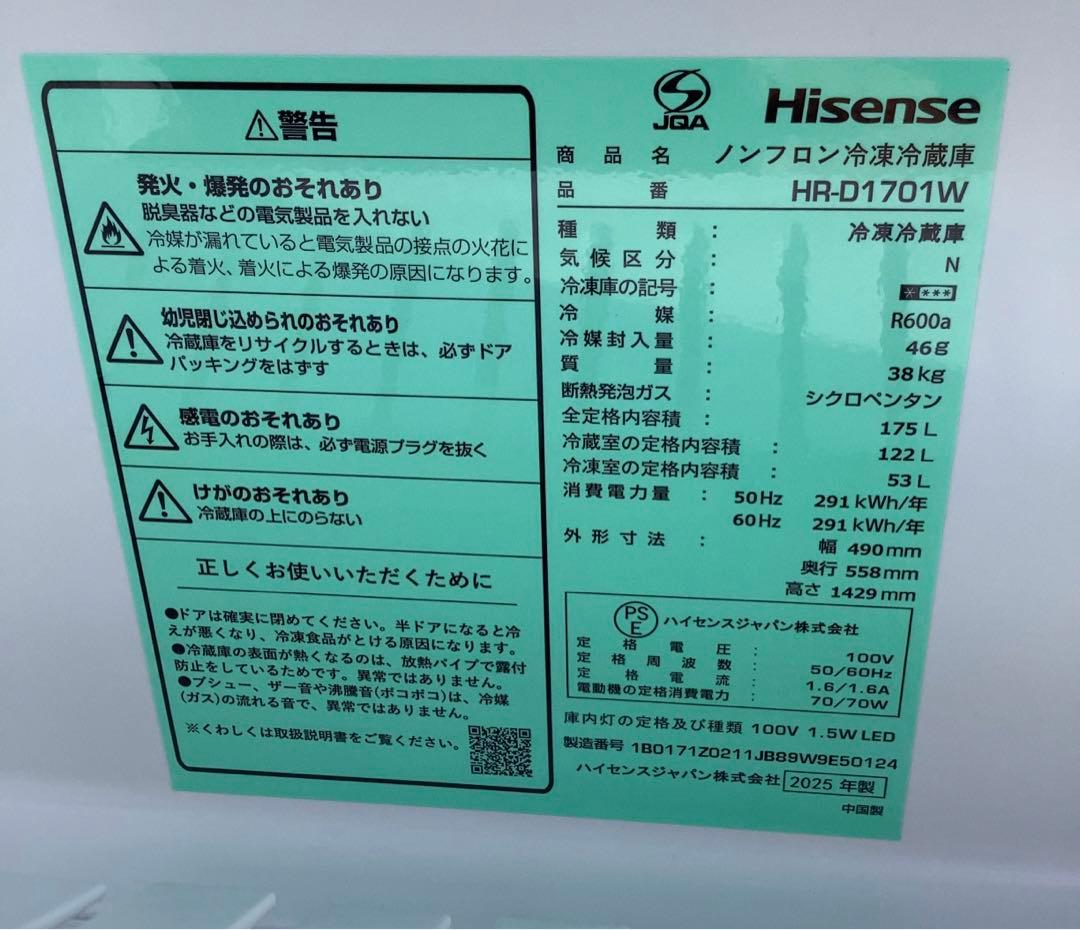 警告
発火・爆発のおそれあり
脱臭器などの電気製品を入れない
冷媒が漏れていると電気製品の接点の火花に
よる着火、着火による爆発の原因になります。
幼児閉じ込められのおそれあり
冷蔵庫をリサイクルするときは、必ずドア
パッキングをはずす
感電のおそれあり
お手入れの際は、必ず電源プラグを抜く
けがのおそれあり
冷蔵庫の上にのらない
正しくお使いいただくために
●ドアは確実に閉めてください。半ドアになると冷
えが悪くなり、冷凍食品がとける原因になります。
●冷蔵庫の表面が熱くなるのは、放熱パイプで露付
防止をしているためです。異常ではありません。
●プシュー、ザー音や沸騰音(ポコポコ)は、冷媒
(ガス)の流れる音で、異常ではありません。
※くわしくは取扱説明書をご覧ください。
JQA
Hisense
商品名 ノンフロン冷凍冷蔵庫
品番 HR-D1701W
種類 : 冷凍冷蔵庫
気候区分 : N
冷凍庫の記号 : ****
冷媒 : R600a
冷媒封入量 : 46g
質量 : 38kg
断熱発泡ガス : シクロペンタン
全定格内容積 : 175L
冷蔵室の定格内容積 : 122L
冷凍室の定格内容積 : 53L
消費電力量 : 50Hz 291kWh/年
60Hz 291kWh/年
外形寸法 : 幅 490mm
奥行 558mm
高さ 1429mm
PSE ハイセンスジャパン株式会社
定格電圧 : 100V
定格周波数 : 50/60Hz
定格電流 : 1.6/1.6A
電動機の定格消費電力 : 70/70W
庫内灯の定格及び種類 100V 1.5W LED
製造番号 1B0171Z0211JB89W9E50124
ハイセンスジャパン株式会社 2025年製
中国製